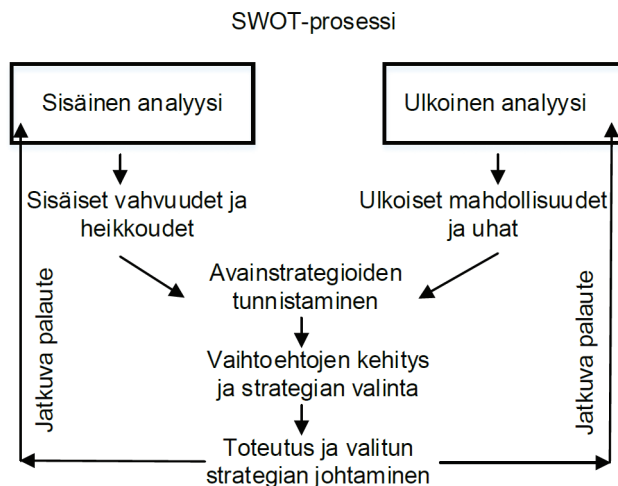 SWOT-prosessi
Sisäinen analyysi
Ulkoinen analyysi
Sisäiset vahvuudet ja
heikkoudet
Ulkoiset mahdollisuudet
ja uhat
Avainstrategioiden
tunnistaminen
Vaihtoehtojen kehitys
ja strategian valinta
Toteutus ja valitun
strategian johtaminen
Jatkuva palaute
Jatkuva palaute